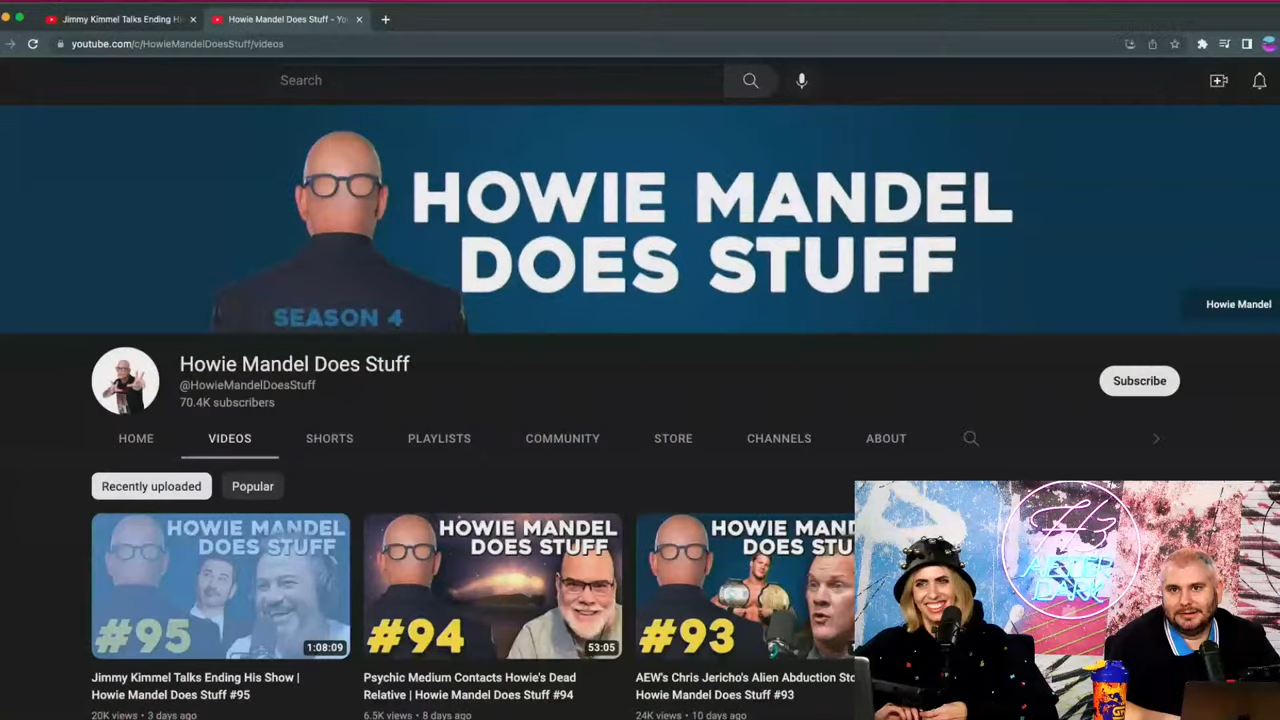 Jimmy Kimmel Talks Ending Hi
Howie Mandel Does Stuff - Yo
youtube.com/c/HowieMandelDoesStuff/videos
Search
HOWIE MANDEL
DOES STUFF
SEASON 4
Howie Mandel
Howie Mandel Does Stuff
@HowieMandelDoesStuff
70.4K subscribers
Subscribe
HOME VIDEOS SHORTS PLAYLISTS COMMUNITY STORE CHANNELS ABOUT
Recently uploaded Popular
HOWIE MANDEL
DOES STUFF
#95
1:08:09
HOWIE MANDEL
DOES STUFF
#94
53:05
HOWIE MAND
DOES STU
#93
H3
AFTER
DARK
Jimmy Kimmel Talks Ending His Show |
Howie Mandel Does Stuff #95
20K views • 3 days ago
Psychic Medium Contacts Howie's Dead
Relative | Howie Mandel Does Stuff #94
6.5K views • 8 days ago
AEW's Chris Jericho's Alien Abduction Sto
Howie Mandel Does Stuff #93
24K views • 10 days ago